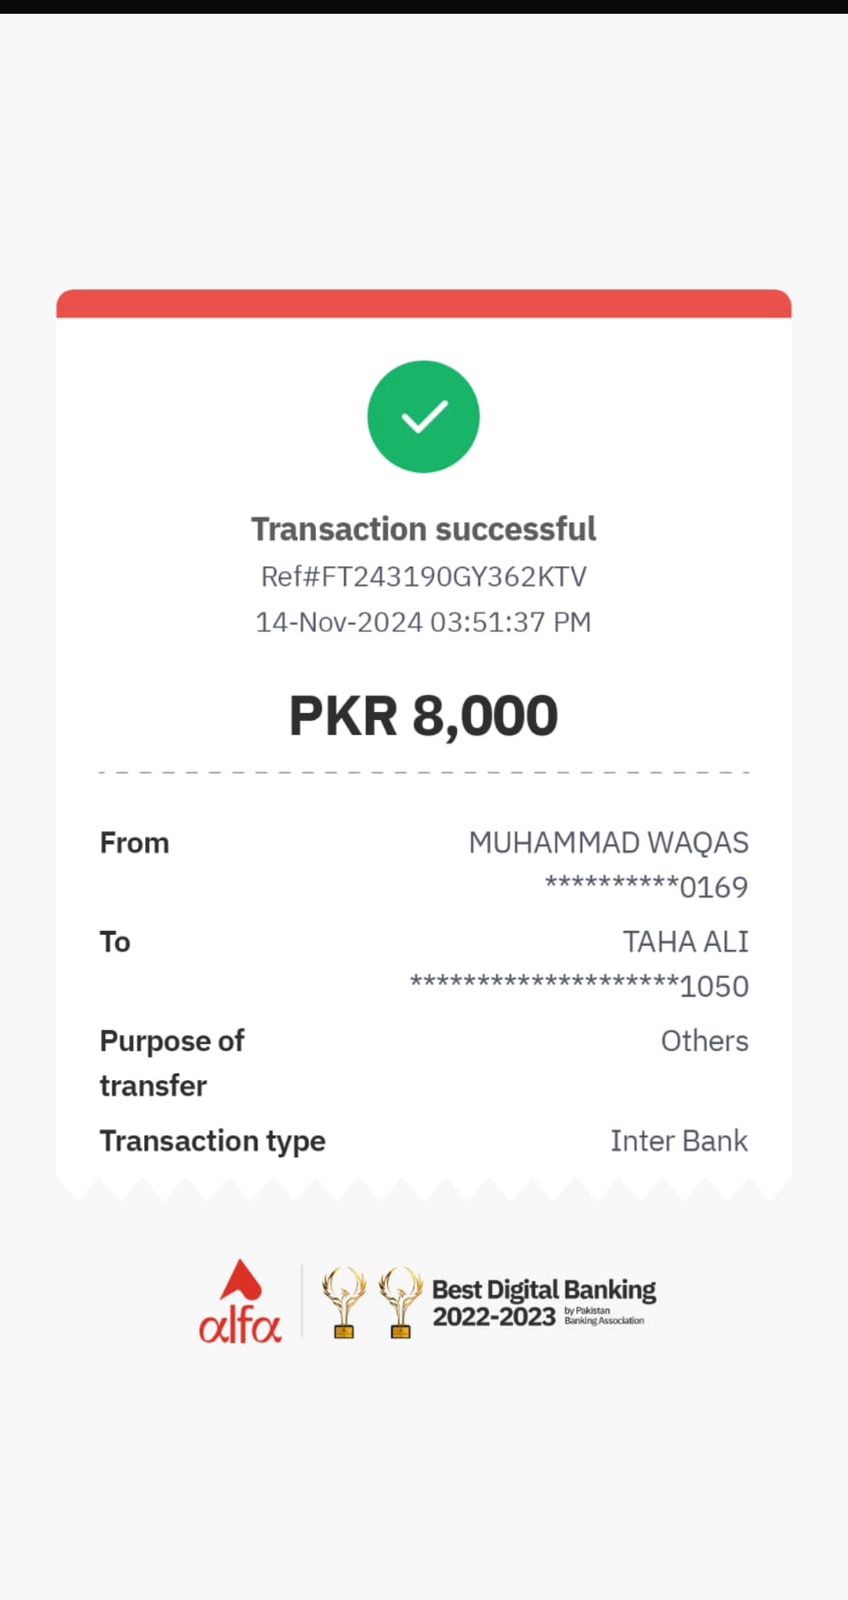 Transaction successful
Ref#FT243190GY362KTV
14-Nov-2024 03:51:37 PM
PKR 8,000
From MUHAMMAD WAQAS
**********0169
To TAHA ALI
********************1050
Purpose of Others
transfer
Transaction type Inter Bank
alfa
Best Digital Banking
2022-2023 by Pakistan
Banking Association